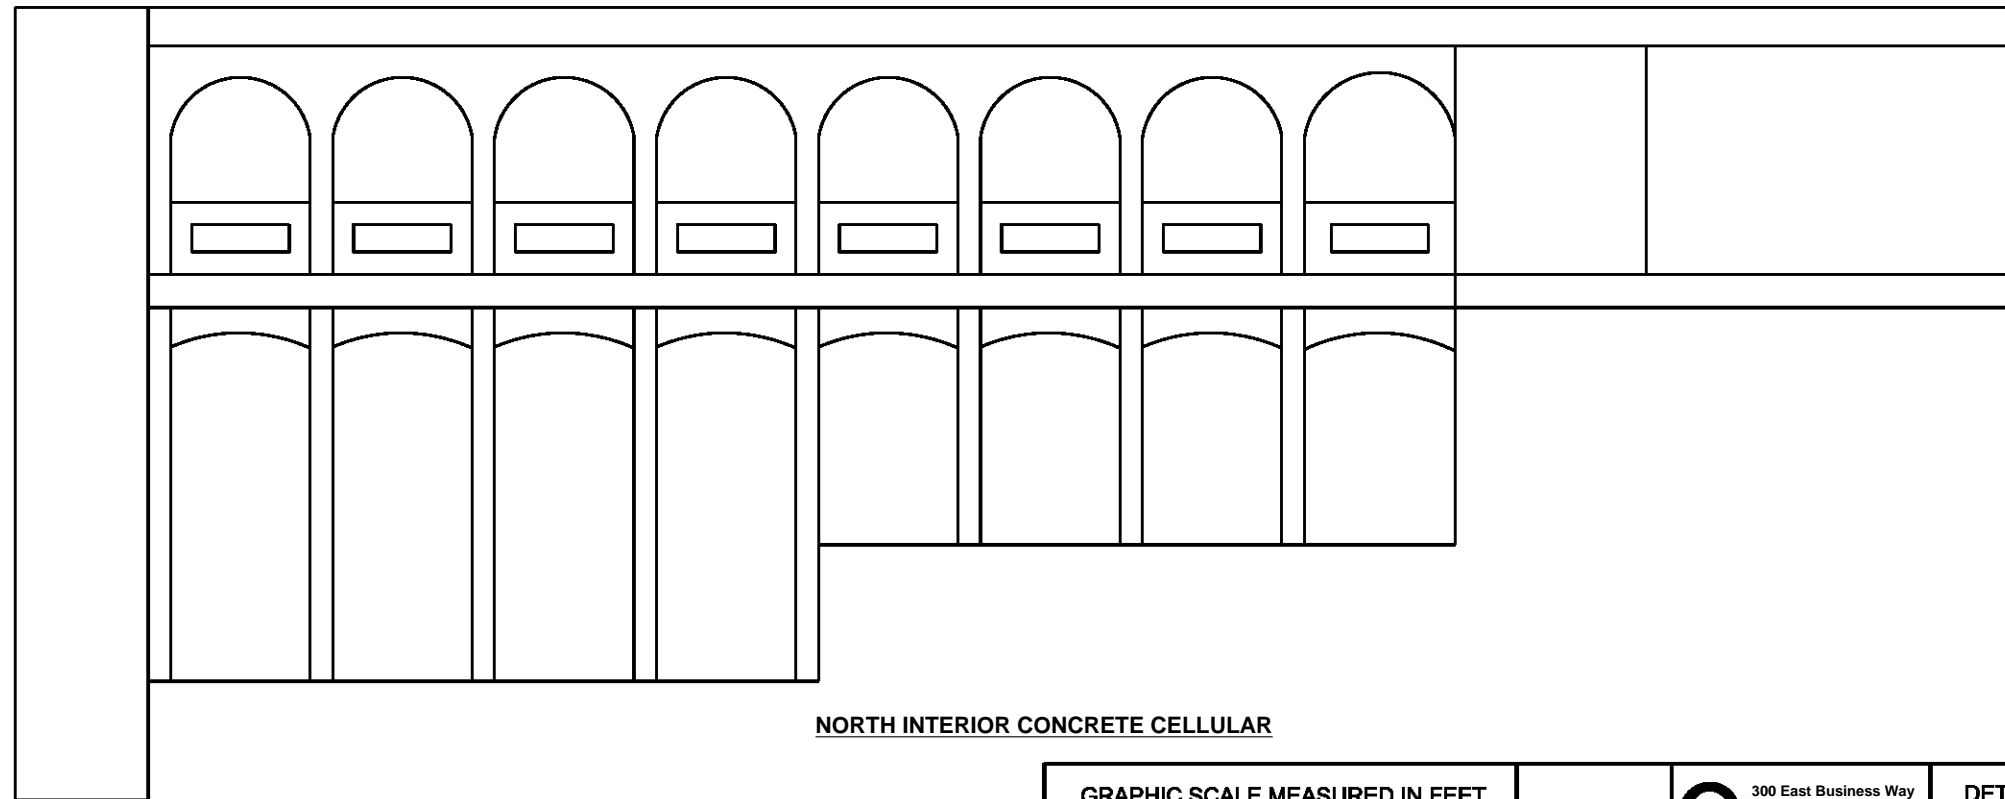 NORTH INTERIOR CONCRETE CELLULAR
GRAPHIC SCALE MEASURED IN FEET
300 East Business Way